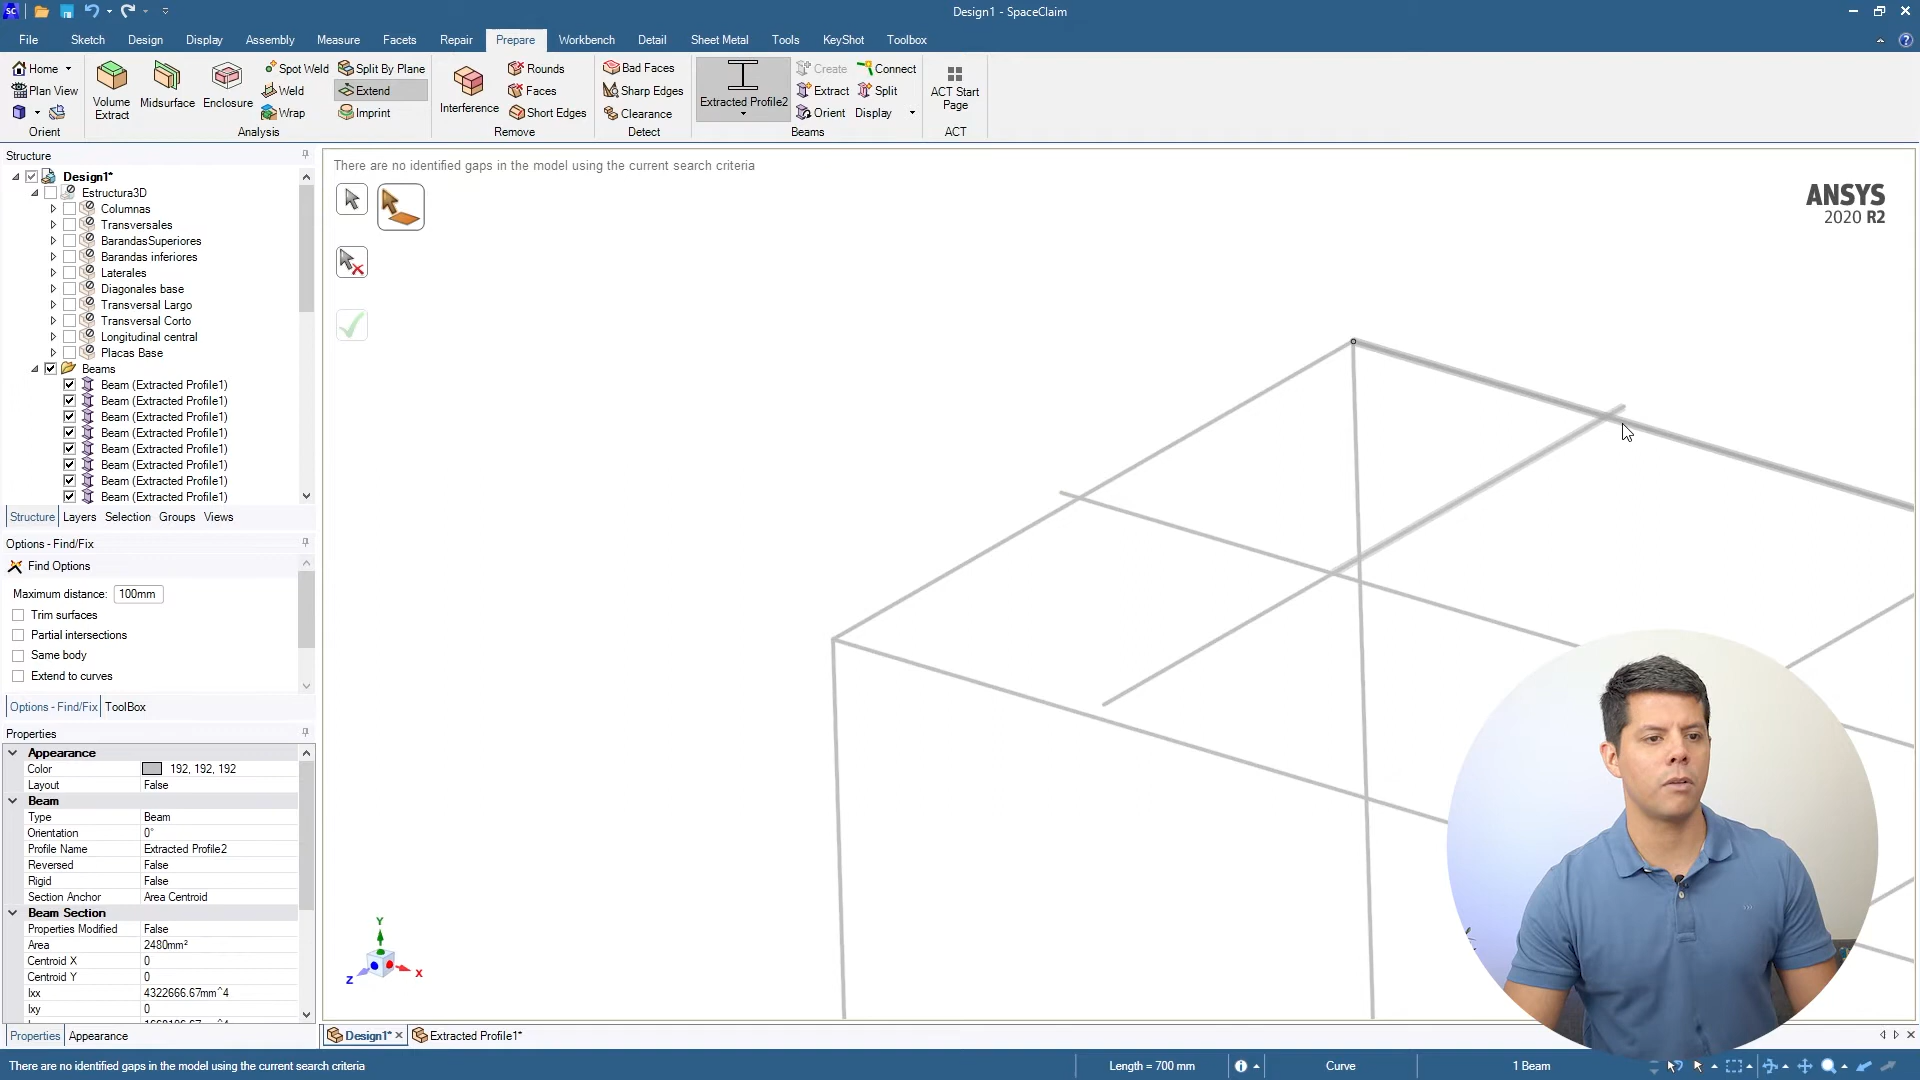 Design1 - SpaceClaim
File Sketch Design Display Assembly Measure Facets Repair Prepare Workbench Detail Sheet Metal Tools KeyShot Toolbox
Home
Plan View
Orient
Volume Extract
Midsurface
Enclosure
Spot Weld
Weld
Wrap
Split By Plane
Extend
Imprint
Analysis
Interference
Rounds
Faces
Short Edges
Remove
Bad Faces
Sharp Edges
Clearance
Detect
Extracted Profile2
Create
Extract
Orient
Connect
Split
Display
Beams
ACT Start Page
ACT
Structure
Design1*
Estructura3D
Columnas
Transversales
BarandasSuperiores
Barandas inferiores
Laterales
Diagonales base
Transversal Largo
Transversal Corto
Longitudinal central
Placas Base
Beams
Beam (Extracted Profile1)
Beam (Extracted Profile1)
Beam (Extracted Profile1)
Beam (Extracted Profile1)
Beam (Extracted Profile1)
Beam (Extracted Profile1)
Beam (Extracted Profile1)
Beam (Extracted Profile1)
Structure Layers Selection Groups Views
Options - Find/Fix
Find Options
Maximum distance: 100mm
Trim surfaces
Partial intersections
Same body
Extend to curves
Options - Find/Fix ToolBox
Properties
Appearance
Color 192, 192, 192
Layout False
Beam
Type Beam
Orientation 0°
Profile Name Extracted Profile2
Reversed False
Rigid False
Section Anchor Area Centroid
Beam Section
Properties Modified False
Area 2480mm²
Centroid X 0
Centroid Y 0
Ixx 4322666.67mm^4
Ixy 0
Properties Appearance
There are no identified gaps in the model using the current search criteria
ANSYS
2020 R2
Y
Z
X
Design1* Extracted Profile1*
There are no identified gaps in the model using the current search criteria
Length = 700 mm
Curve
1 Beam